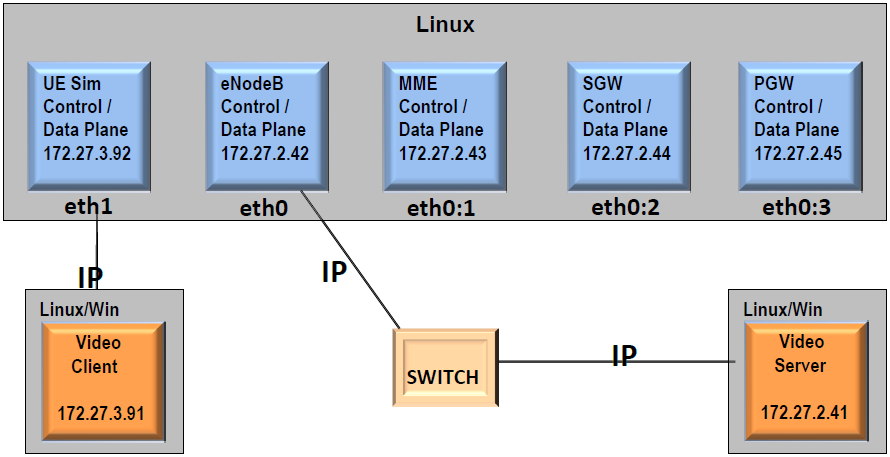 Linux
UE Sim
Control /
Data Plane
172.27.3.92
eNodeB
Control /
Data Plane
172.27.2.42
MME
Control /
Data Plane
172.27.2.43
SGW
Control /
Data Plane
172.27.2.44
PGW
Control /
Data Plane
172.27.2.45
eth1
eth0
eth0:1
eth0:2
eth0:3
IP
IP
IP
Linux/Win
Video
Client
172.27.3.91
SWITCH
Linux/Win
Video
Server
172.27.2.41